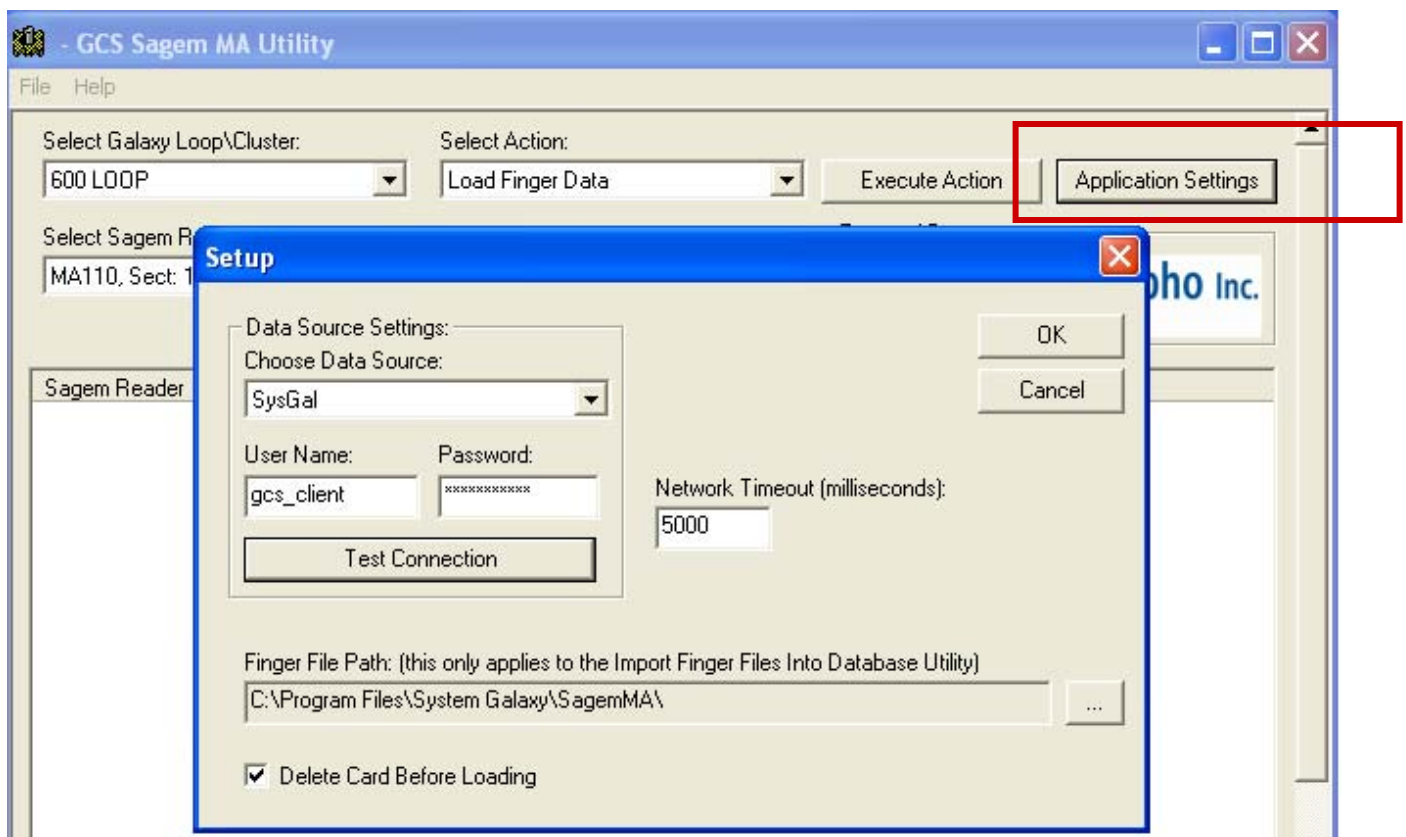 - GCS Sagem MA Utility
File Help
Select Galaxy Loop\Cluster: Select Action:
600 LOOP Load Finger Data Execute Action Application Settings
Select Sagem
MA110, Sect: 1 Inc.
Sagem Reader
Setup
Data Source Settings:
Choose Data Source:
SysGal
OK
Cancel
User Name: Password:
gcs_client ***********
Test Connection
Network Timeout (milliseconds):
5000
Finger File Path: (this only applies to the Import Finger Files Into Database Utility)
C:\Program Files\System Galaxy\SagemMA\
...
Delete Card Before Loading